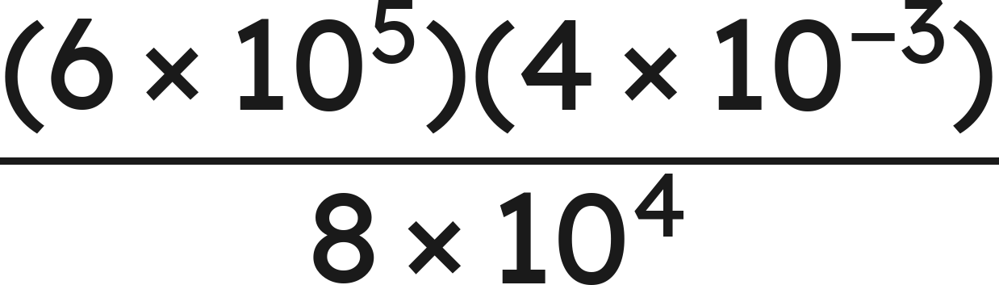 (6 × 10⁵)(4 × 10⁻³)
8 × 10⁴